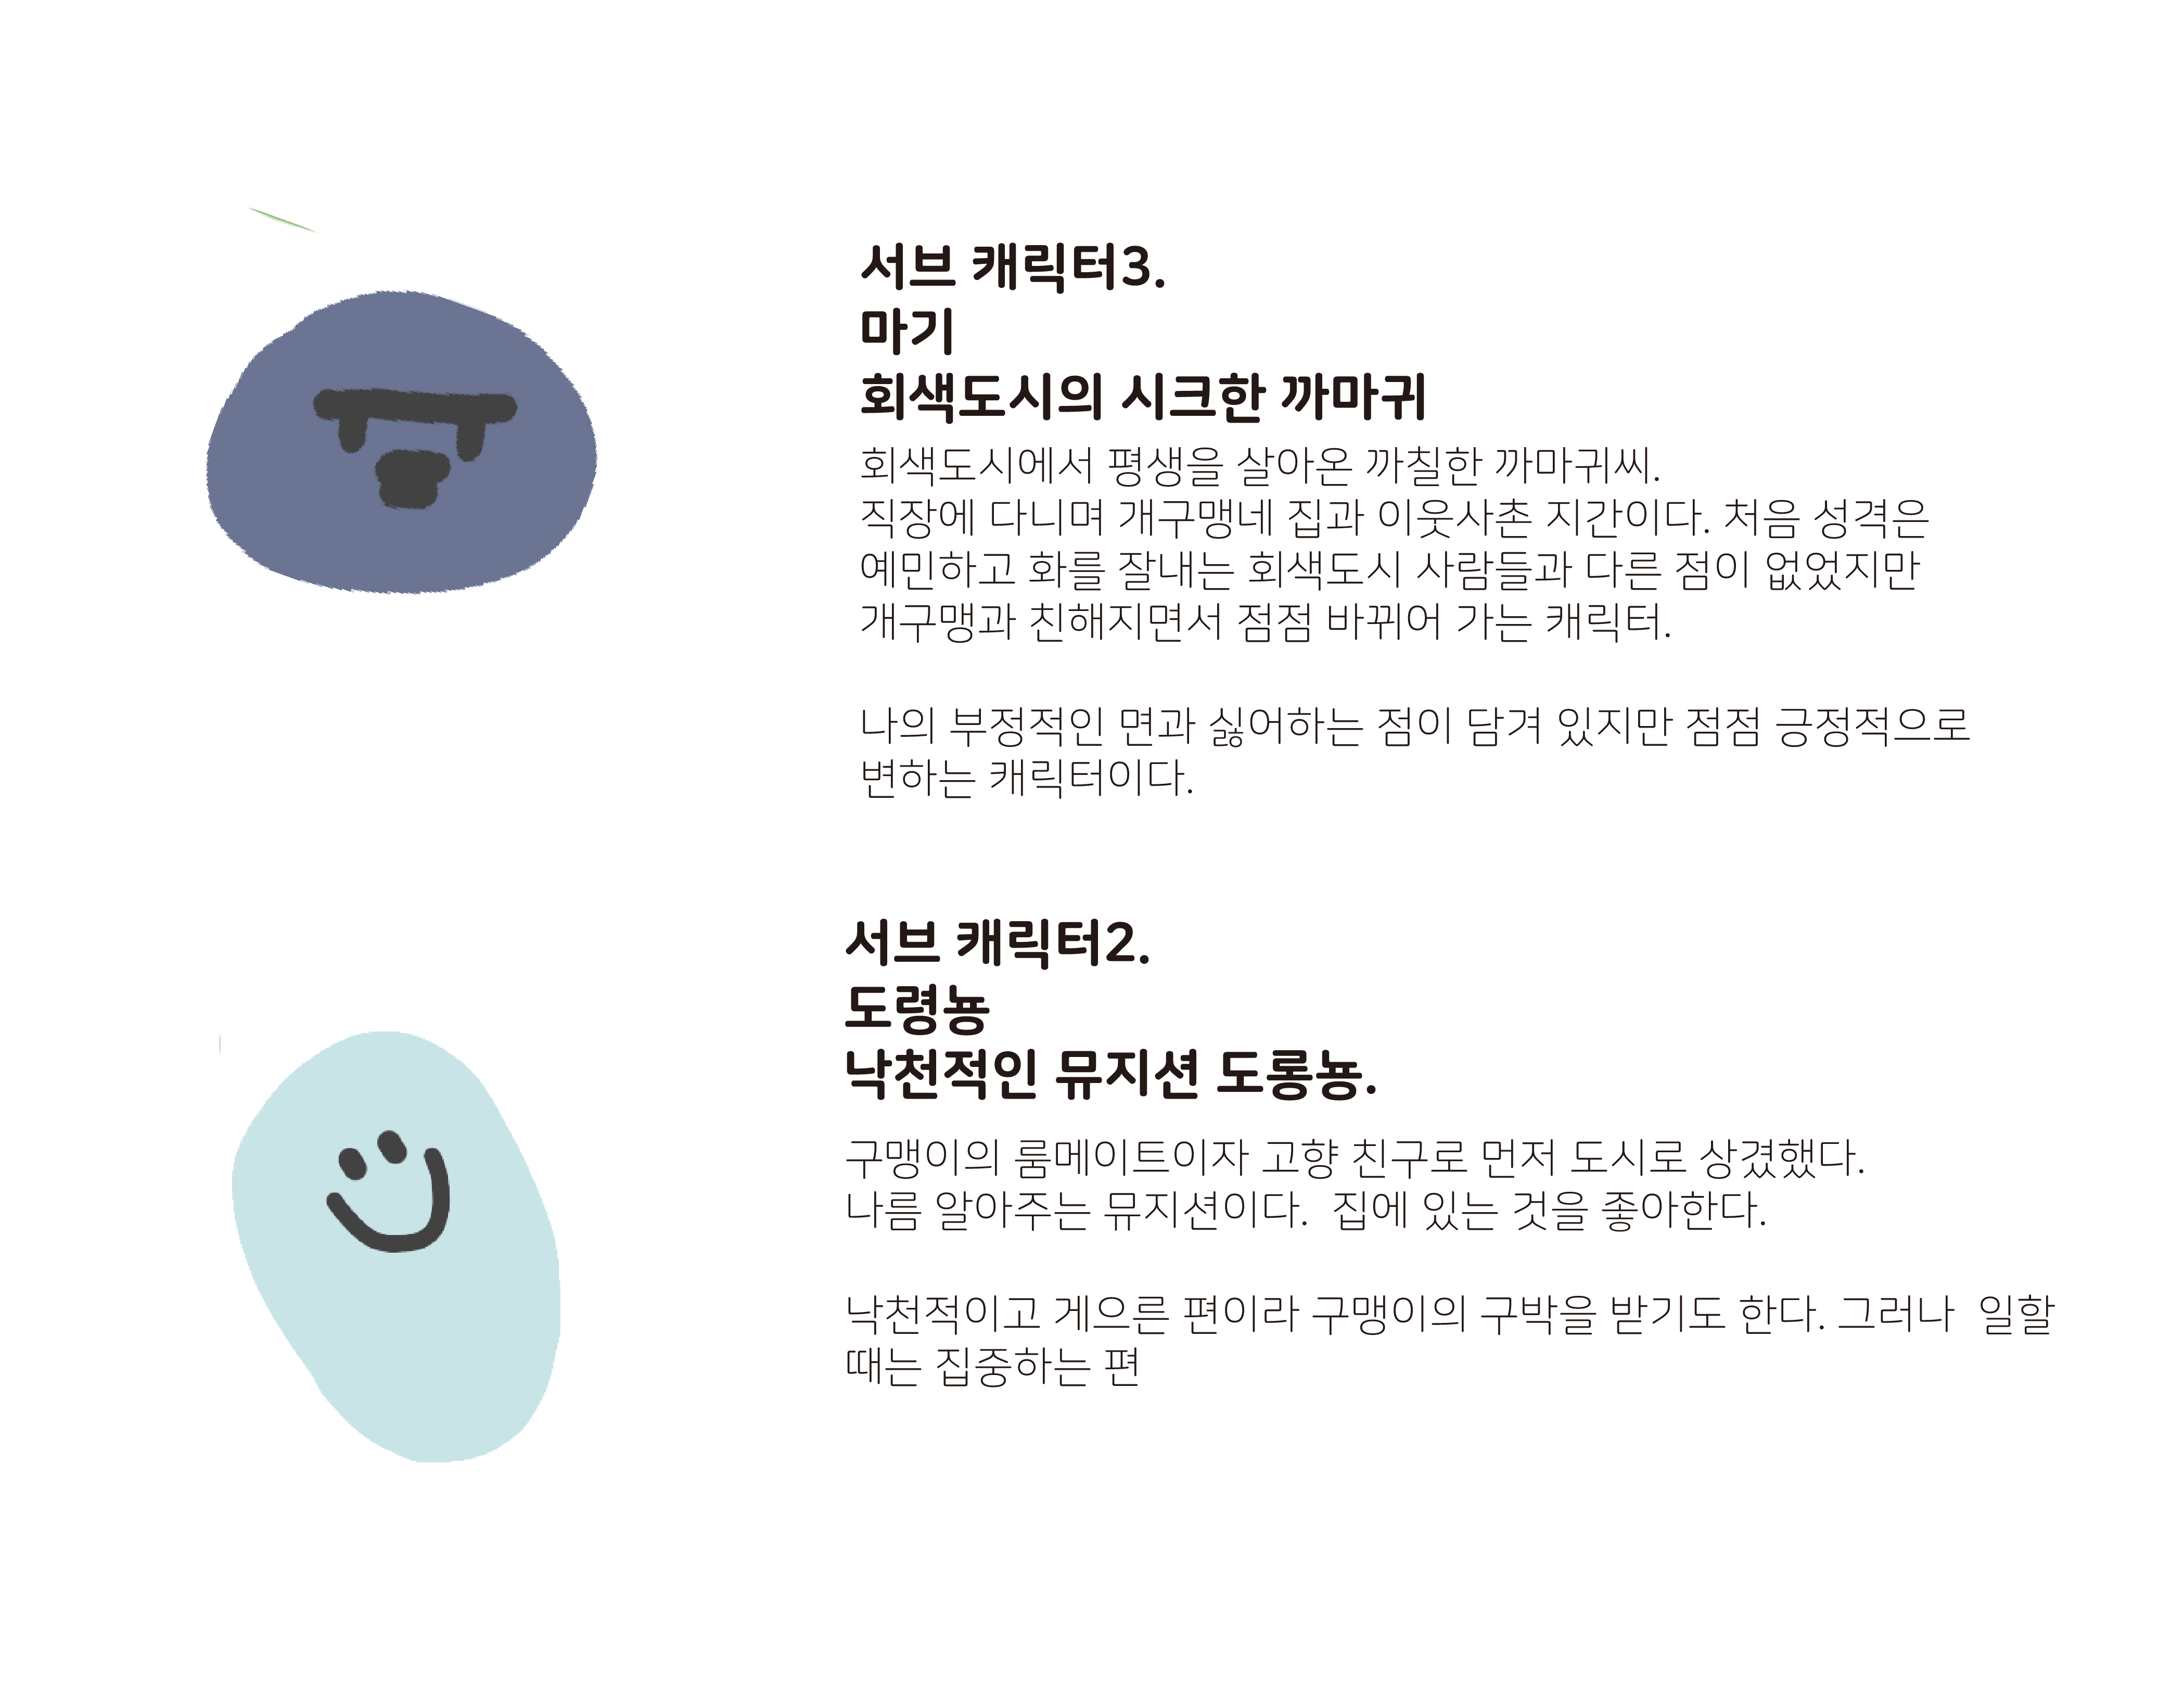 서브 캐릭터3.
마기
회색도시의 시크한 까마귀
회색도시에서 평생을 살아온 까칠한 까마귀씨.
직장에 다니며 개구맹네 집과 이웃사촌 지간이다. 처음 성격은
예민하고 화를 잘내는 회색도시 사람들과 다른 점이 없었지만
개구맹과 친해지면서 점점 바뀌어 가는 캐릭터.
나의 부정적인 면과 싫어하는 점이 담겨 있지만 점점 긍정적으로
변하는 캐릭터이다.
서브 캐릭터2.
도령뇽
낙천적인 뮤지션 도롱뇽.
구맹이의 룸메이트이자 고향 친구로 먼저 도시로 상경했다.
나름 알아주는 뮤지션이다. 집에 있는 것을 좋아한다.
낙천적이고 게으른 편이라 구맹이의 구박을 받기도 한다. 그러나 일할
때는 집중하는 편